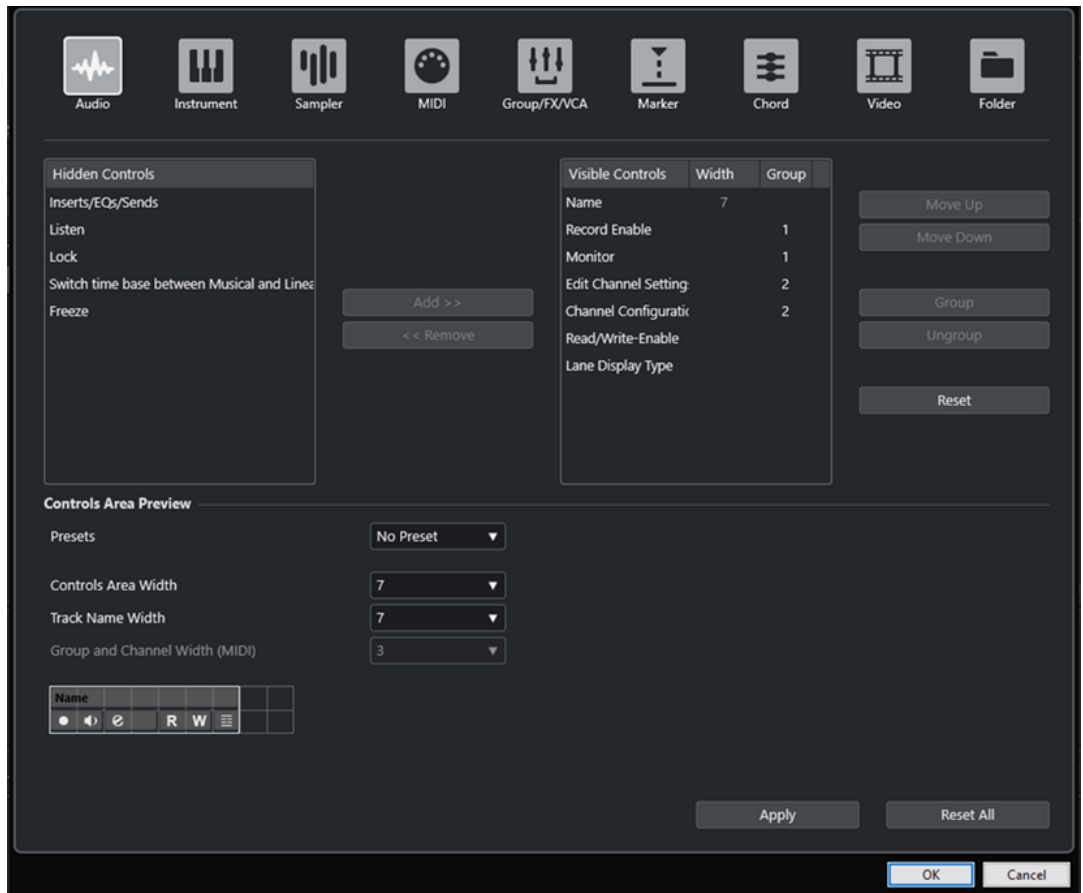 Audio Instrument Sampler MIDI Group/FX/VCA Marker Chord Video Folder
Hidden Controls
Inserts/EQs/Sends
Listen
Lock
Switch time base between Musical and Linea
Freeze
Add >>
<< Remove
Visible Controls Width Group
Name 7
Record Enable 1
Monitor 1
Edit Channel Setting: 2
Channel Configuratic 2
Read/Write-Enable
Lane Display Type
Move Up
Move Down
Group
Ungroup
Reset
Controls Area Preview
Presets No Preset
Controls Area Width 7
Track Name Width 7
Group and Channel Width (MIDI) 3
Name
R W
Apply Reset All
OK Cancel